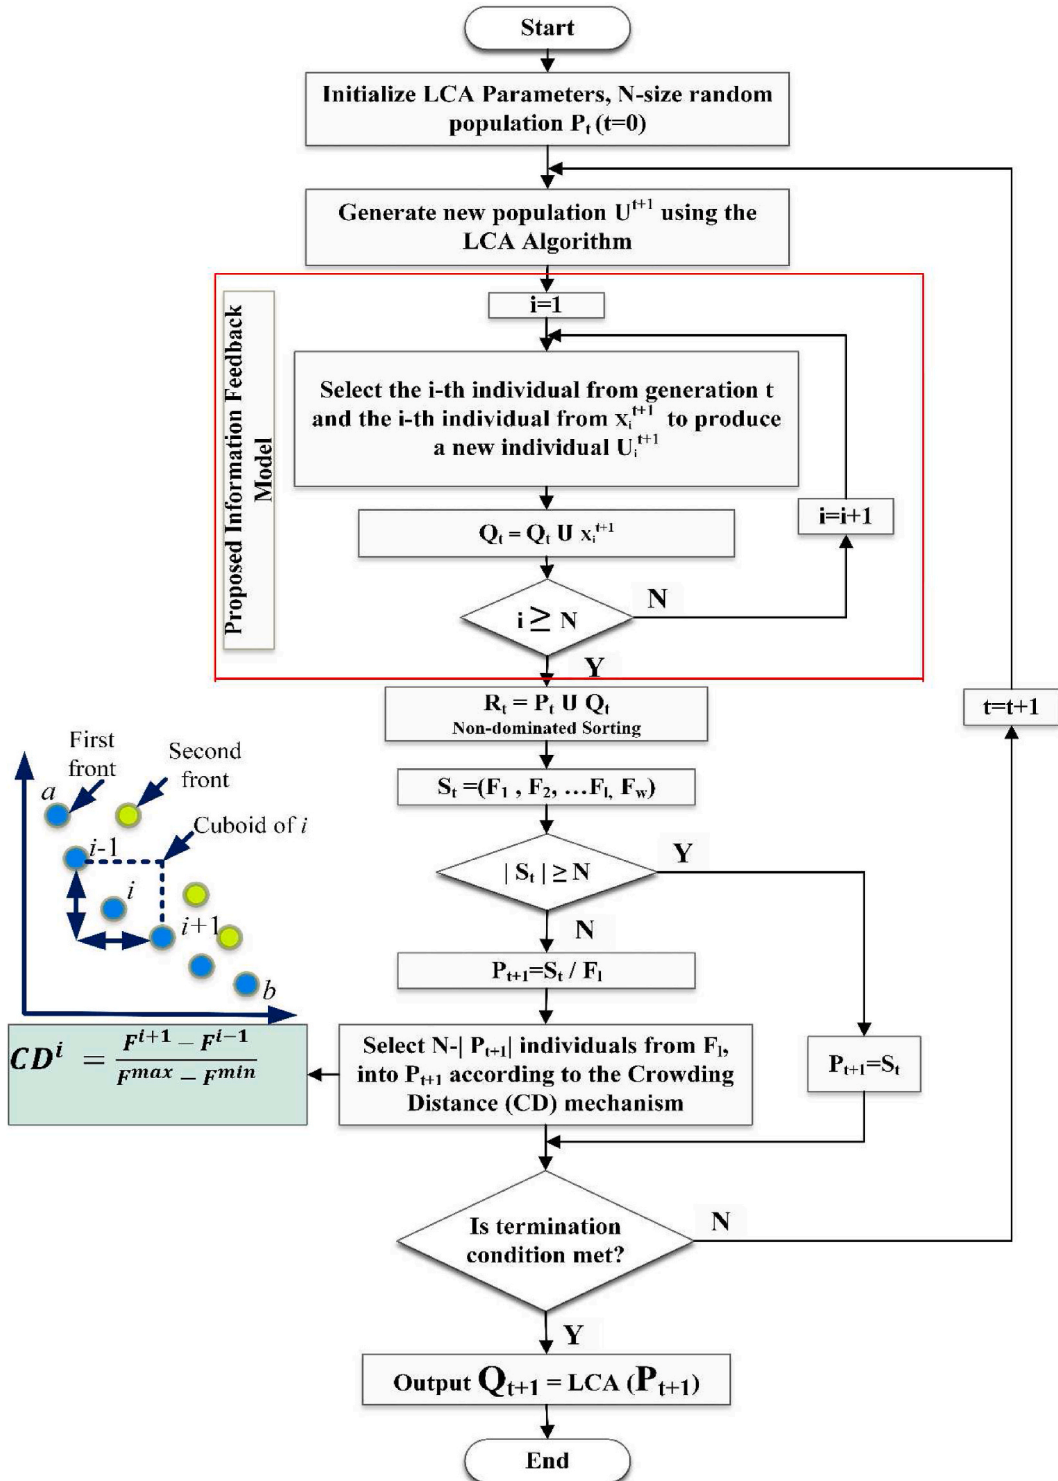 Start
Initialize LCA Parameters, N-size random
population Pₜ (t=0)
Generate new population Uᵗ⁺¹ using the
LCA Algorithm
Proposed Information Feedback
Model
i=1
Select the i-th individual from generation t
and the i-th individual from xᵢᵗ⁺¹ to produce
a new individual Uᵢᵗ⁺¹
i=i+1
Qₜ = Qₜ U xᵢᵗ⁺¹
i ≥ N
N
Y
Rₜ = Pₜ U Qₜ
Non-dominated Sorting
t=t+1
Sₜ =(F₁ , F₂, …Fₗ, F_w)
| Sₜ | ≥ N
Y
N
Pₜ₊₁=Sₜ / Fₗ
Pₜ₊₁=Sₜ
First
front
Second
front
a
Cuboid of i
i-1
i
i+1
b
CDⁱ = (Fⁱ⁺¹ − Fⁱ⁻¹) / (Fᵐᵃˣ − Fᵐⁱⁿ)
Select N-| Pₜ₊₁| individuals from Fₗ,
into Pₜ₊₁ according to the Crowding
Distance (CD) mechanism
Is termination
condition met?
N
Y
Output Qₜ₊₁ = LCA (Pₜ₊₁)
End